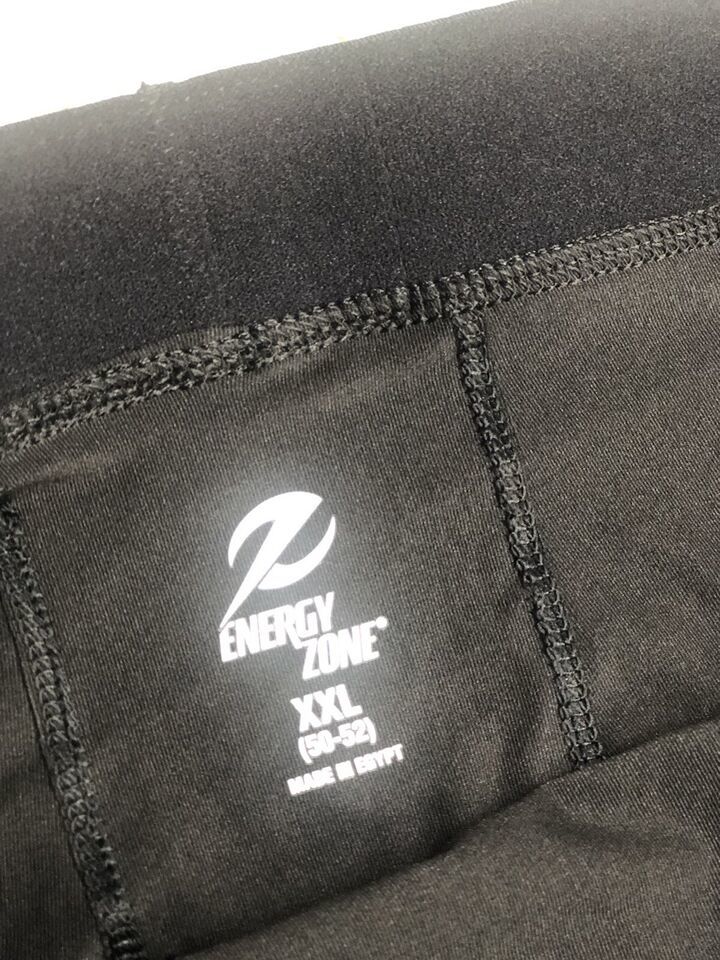 ENERGY
ZONE®
XXL
(50-52)
MADE IN EGYPT